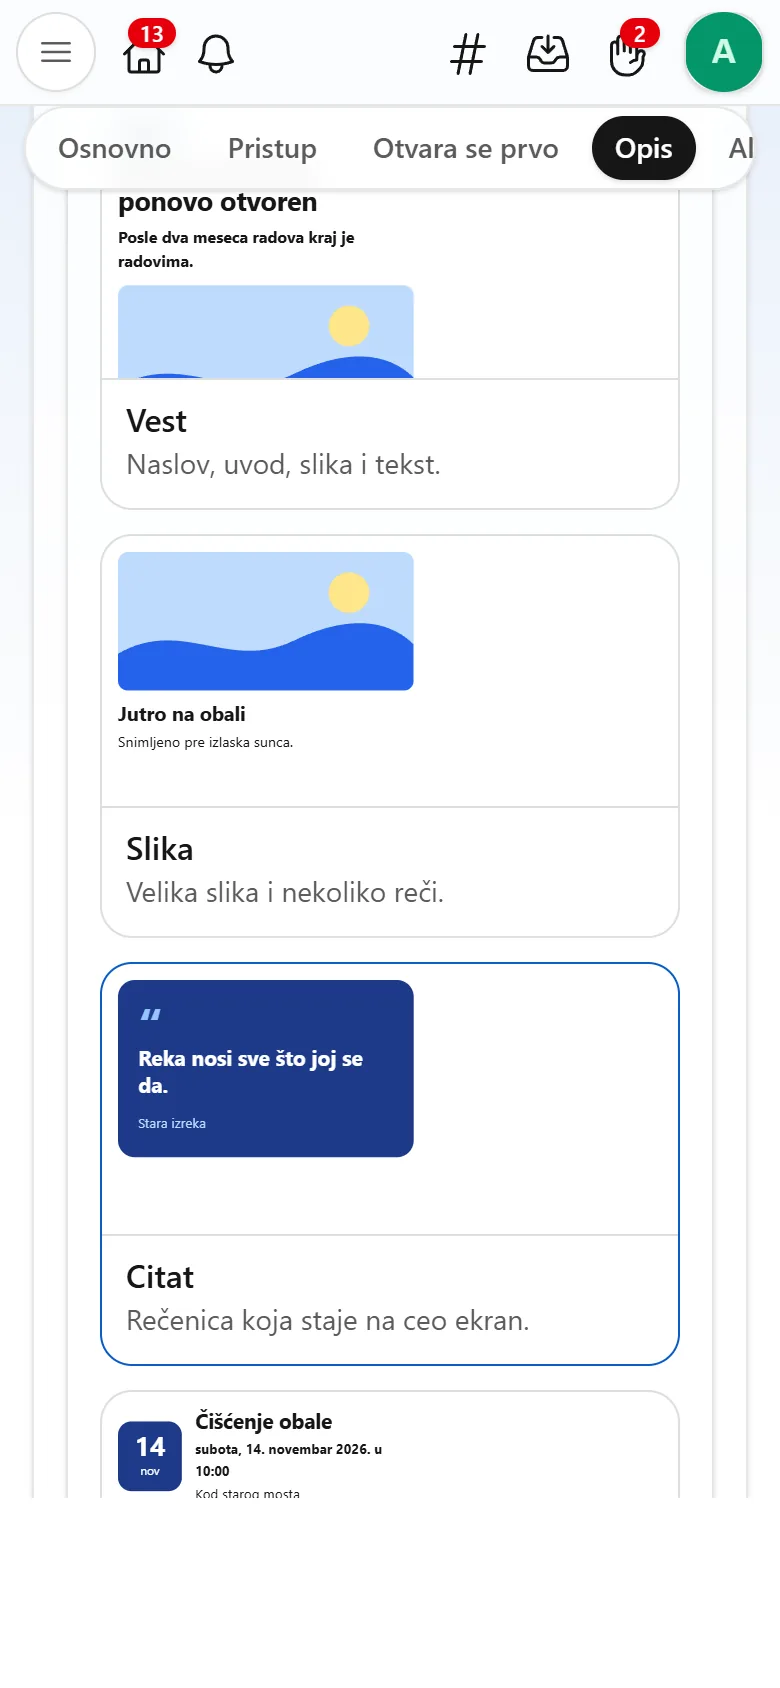 13
2
A
Osnovno
Pristup
Otvara se prvo
Opis
ponovo otvoren
Posle dva meseca radova kraj je
radovima.
Vest
Naslov, uvod, slika i tekst.
Jutro na obali
Snimljeno pre izlaska sunca.
Slika
Velika slika i nekoliko reči.
“
Reka nosi sve što joj se
da.
Stara izreka
Citat
Rečenica koja staje na ceo ekran.
14
nov
Čišćenje obale
subota, 14. novembar 2026. u
10:00
Kod starog mosta